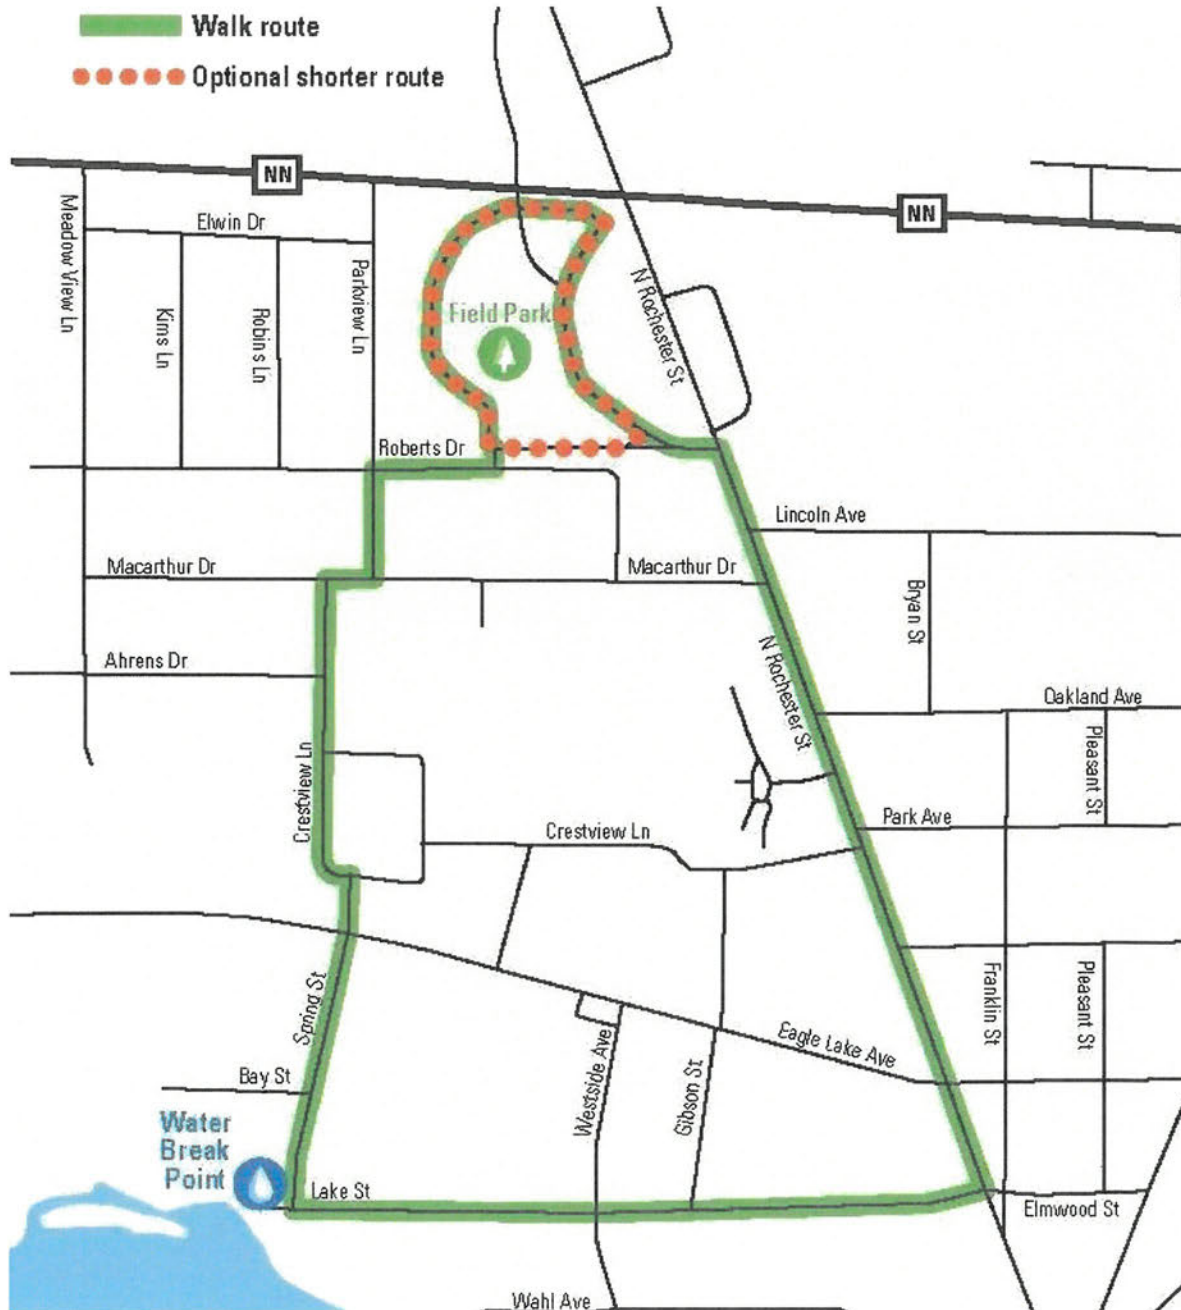 Walk route
Optional shorter route
NN
NN
Meadow View Ln
Elwin Dr
Kims Ln
Robins Ln
Parkview Ln
Field Park
N Rochester St
Roberts Dr
Lincoln Ave
Macarthur Dr
Macarthur Dr
Bryan St
Ahrens Dr
N Rochester St
Oakland Ave
Pleasant St
Crestview Ln
Crestview Ln
Park Ave
Spring St
Franklin St
Pleasant St
Eagle Lake Ave
Westside Ave
Gibson St
Bay St
Water
Break
Point
Lake St
Elmwood St
Wahl Ave